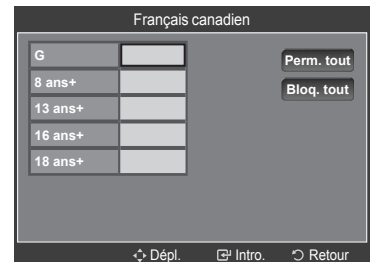 Français canadien
G
Perm. tout
8 ans+
Bloq. tout
13 ans+
16 ans+
18 ans+
Dépl. Intro. Retour